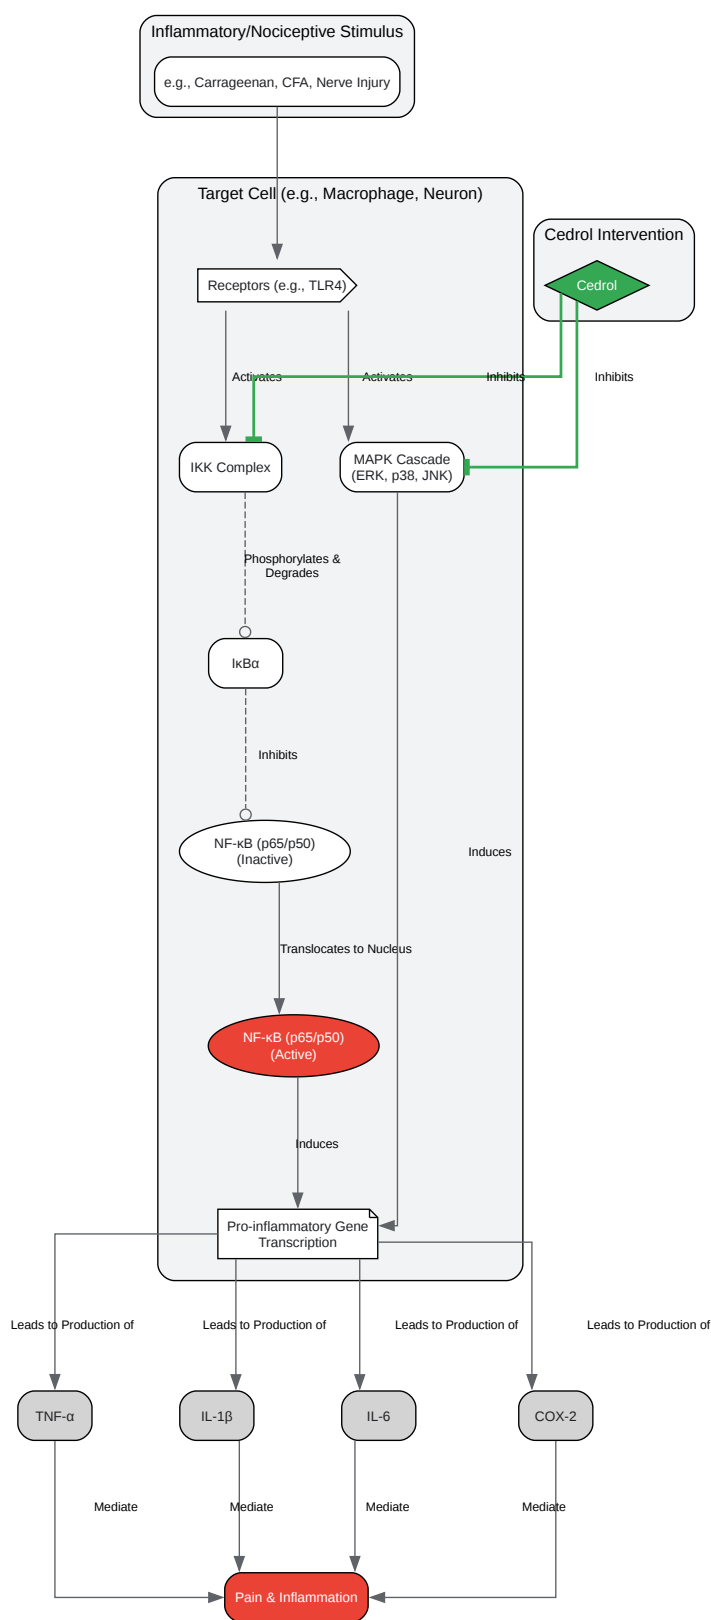 Inflammatory/Nociceptive Stimulus
e.g., Carrageenan, CFA, Nerve Injury
Target Cell (e.g., Macrophage, Neuron)
Cedrol Intervention
Cedrol
Receptors (e.g., TLR4)
Activates
Activates
Inhibits
Inhibits
IKK Complex
MAPK Cascade
(ERK, p38, JNK)
Phosphorylates &
Degrades
IκBα
Inhibits
NF-κB (p65/p50)
(Inactive)
Induces
Translocates to Nucleus
NF-κB (p65/p50)
(Active)
Induces
Pro-inflammatory Gene
Transcription
Leads to Production of
Leads to Production of
Leads to Production of
Leads to Production of
TNF-α
IL-1β
IL-6
COX-2
Mediate
Mediate
Mediate
Mediate
Pain & Inflammation